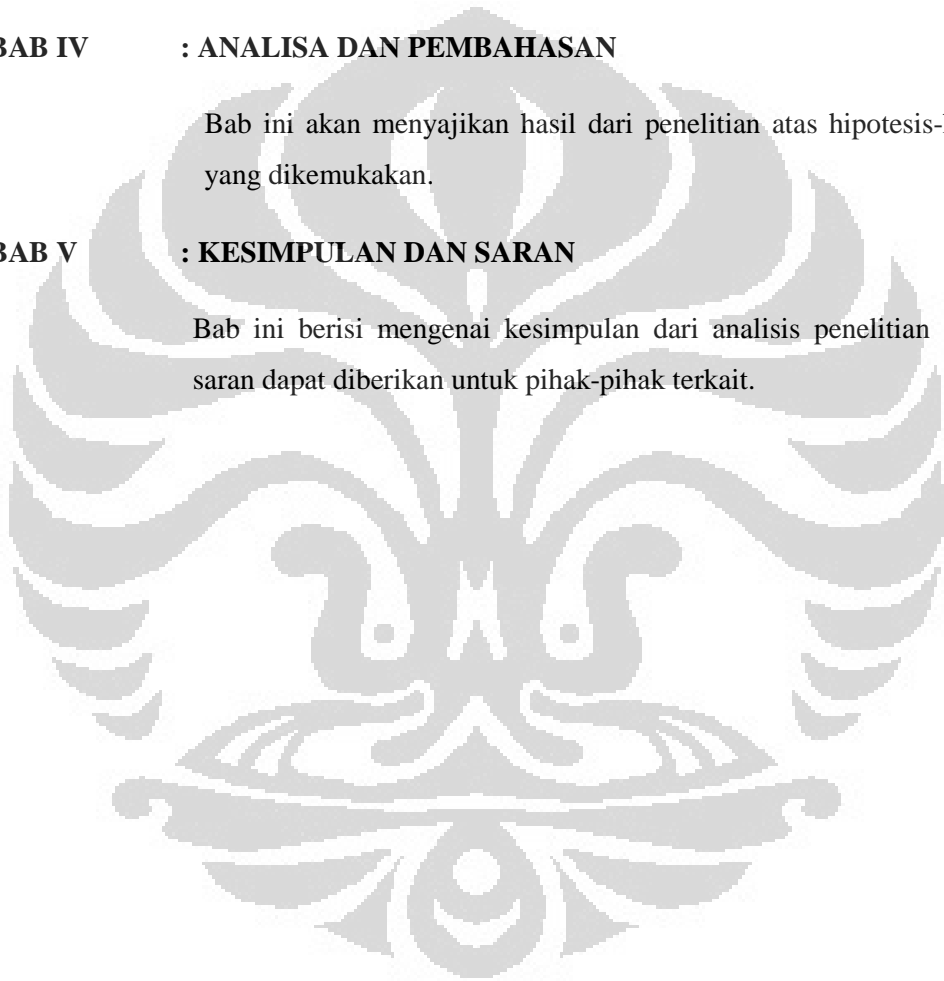 BAB IV : ANALISA DAN PEMBAHASAN
Bab ini akan menyajikan hasil dari penelitian atas hipotesis-
yang dikemukakan.
BAB V : KESIMPULAN DAN SARAN
Bab ini berisi mengenai kesimpulan dari analisis penelitian
saran dapat diberikan untuk pihak-pihak terkait.